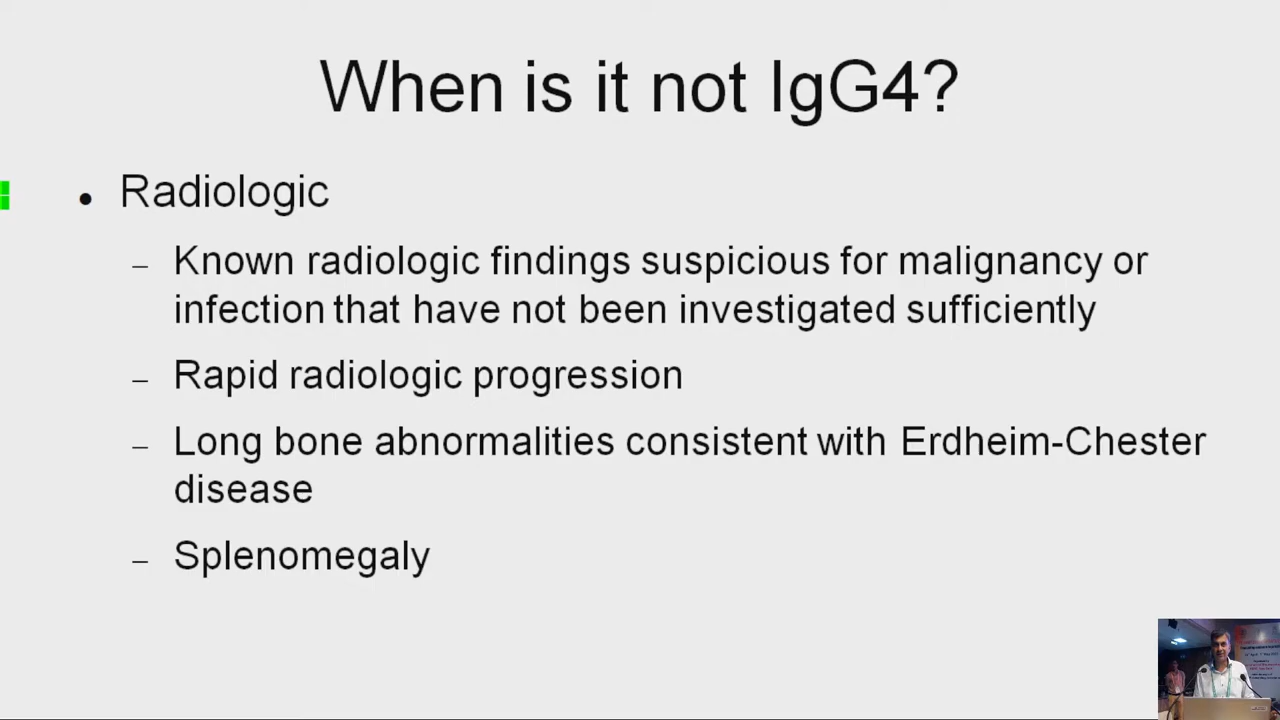 When is it not IgG4?
• Radiologic
– Known radiologic findings suspicious for malignancy or
infection that have not been investigated sufficiently
– Rapid radiologic progression
– Long bone abnormalities consistent with Erdheim-Chester
disease
– Splenomegaly